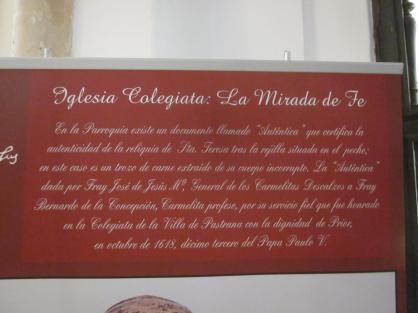 Iglesia Colegiata: La Mirada de Fe
En la Parroquia existe un documento llamado "Auténtica" que certifica la
autenticidad de la reliquia de Sta. Teresa tras la rejilla situada en el pecho;
en este caso es un trozo de carne extraído de su cuerpo incorrupto. La "Auténtica"
dada por Fray José de Jesús Mª, General de los Carmelitas Descalzos a Fray
Bernardo de la Concepción, Carmelita profeso, por su servicio fiel que fue honrado
en la Colegiata de la Villa de Pastrana con la dignidad de Prior,
en octubre de 1618, décimo tercero del Papa Paulo V.